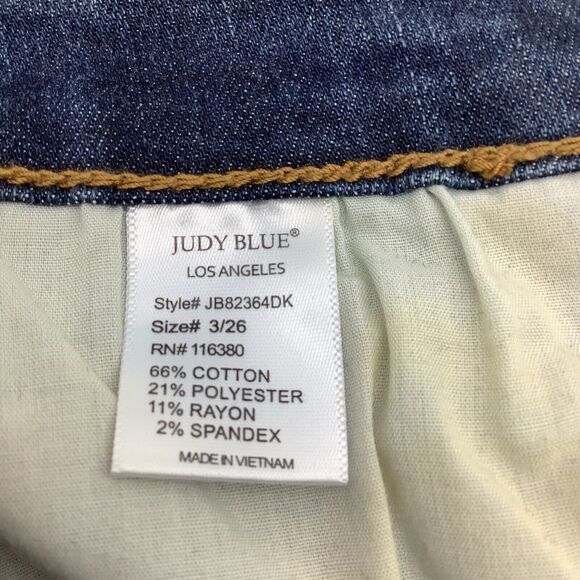 JUDY BLUE®
LOS ANGELES
Style# JB82364DK
Size# 3/26
RN# 116380
66% COTTON
21% POLYESTER
11% RAYON
2% SPANDEX
MADE IN VIETNAM